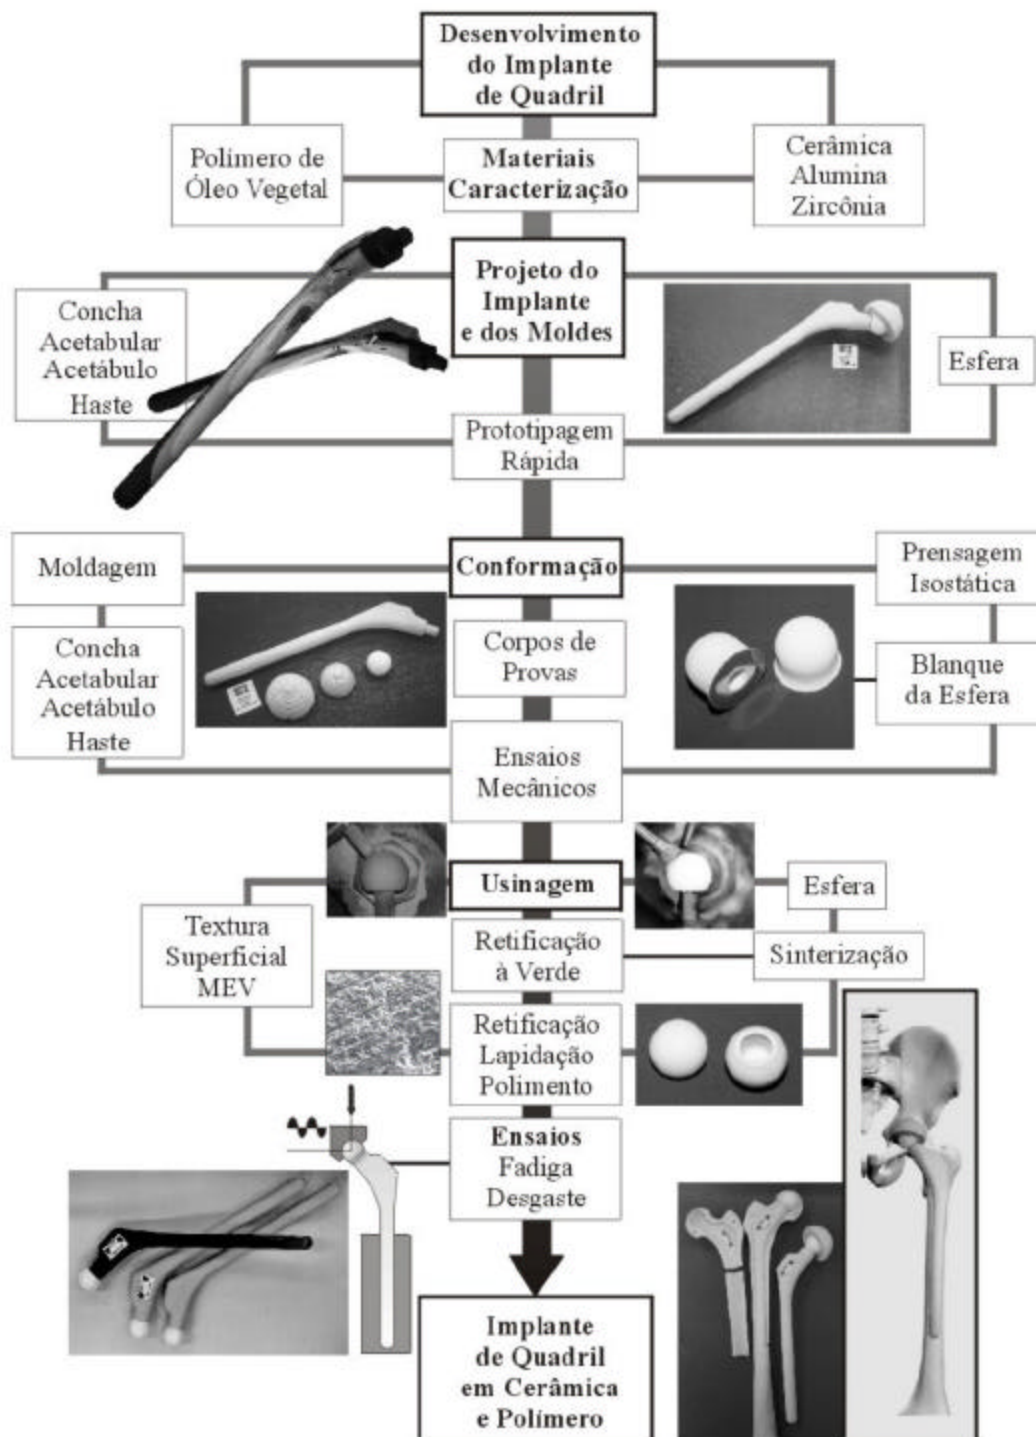 Desenvolvimento
do Implante
de Quadril
Polímero de
Óleo Vegetal
Materiais
Caracterização
Cerâmica
Alumina
Zircônia
Projeto do
Implante
e dos Moldes
Concha
Acetabular
Acetábulo
Haste
Esfera
Prototipagem
Rápida
Moldagem
Conformação
Prensagem
Isostática
Concha
Acetabular
Acetábulo
Haste
Corpos de
Provas
Blanque
da Esfera
Ensaios
Mecânicos
Usinagem
Esfera
Textura
Superficial
MEV
Retificação
à Verde
Sinterização
Retificação
Lapidação
Polimento
Ensaios
Fadiga
Desgaste
Implante
de Quadril
em Cerâmica
e Polímero